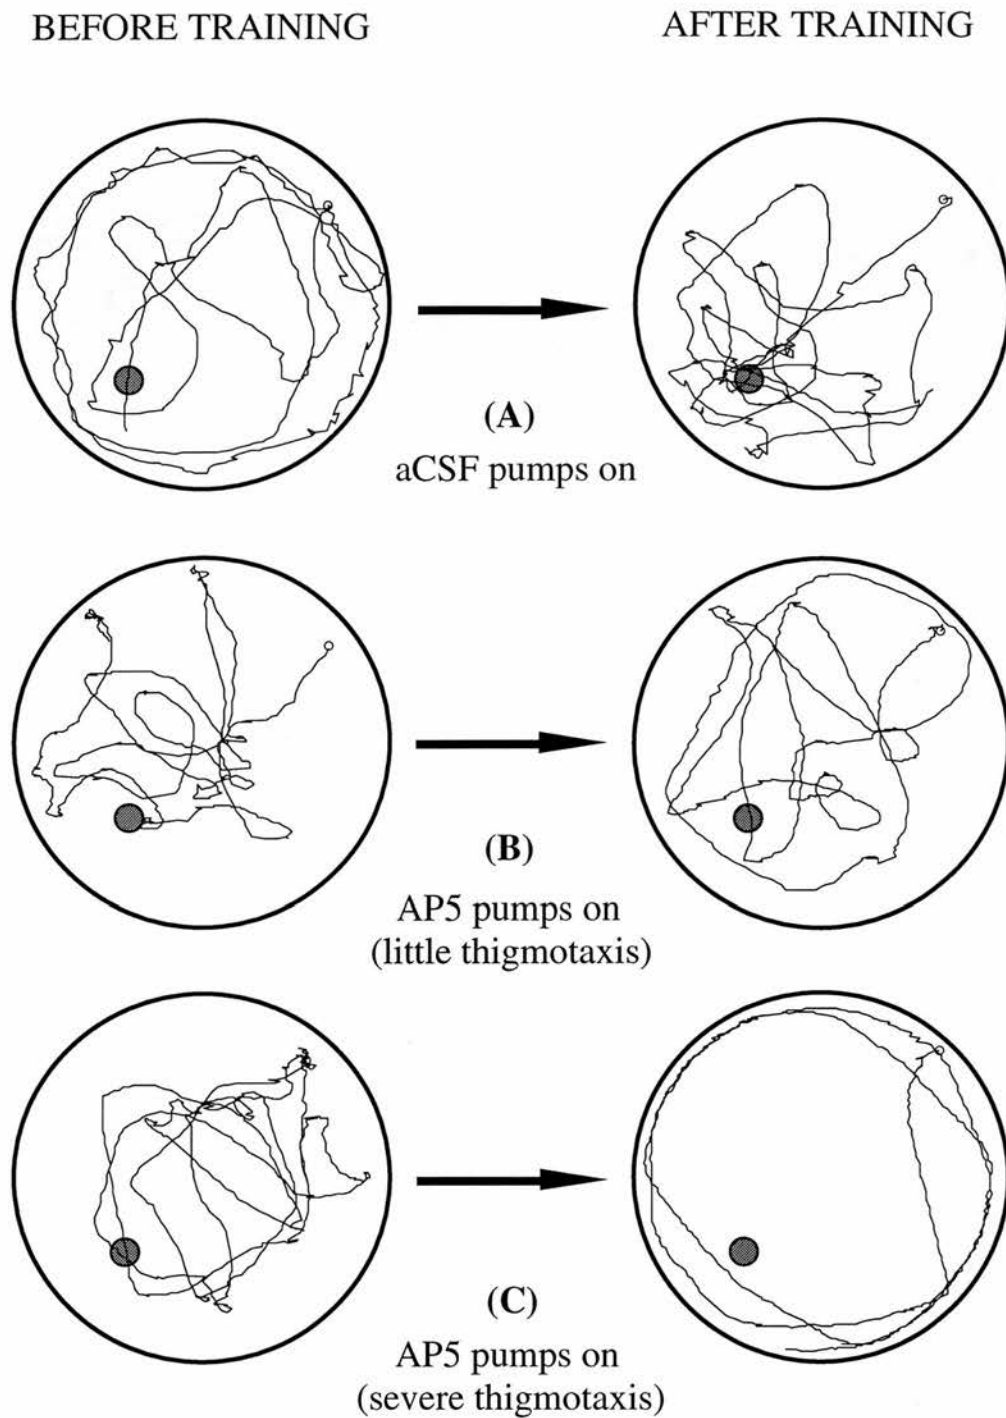 BEFORE TRAINING
AFTER TRAINING
(A)
aCSF pumps on
(B)
AP5 pumps on
(little thigmotaxis)
(C)
AP5 pumps on
(severe thigmotaxis)